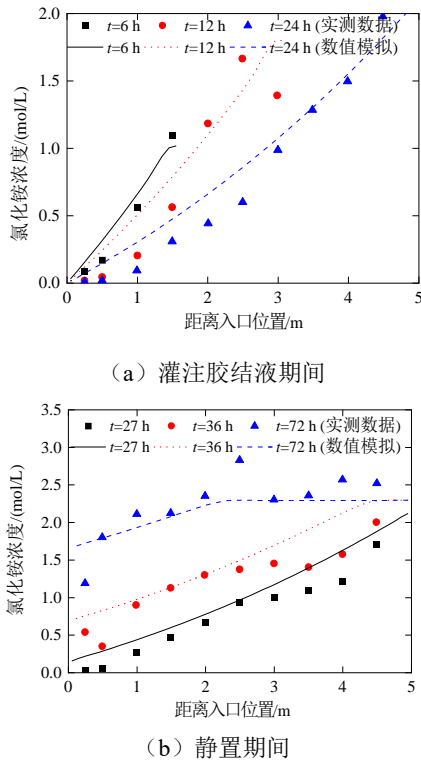 t=6 h t=12 h t=24 h (实测数据)
t=6 h t=12 h t=24 h (数值模拟)
氯化铵浓度/(mol/L)
2.0
1.5
1.0
0.5
0.0
0 1 2 3 4 5
距离入口位置/m
（a）灌注胶结液期间
t=27 h t=36 h t=72 h (实测数据)
t=27 h t=36 h t=72 h (数值模拟)
氯化铵浓度/(mol/L)
3.5
3.0
2.5
2.0
1.5
1.0
0.5
0.0
0 1 2 3 4 5
距离入口位置/m
（b）静置期间